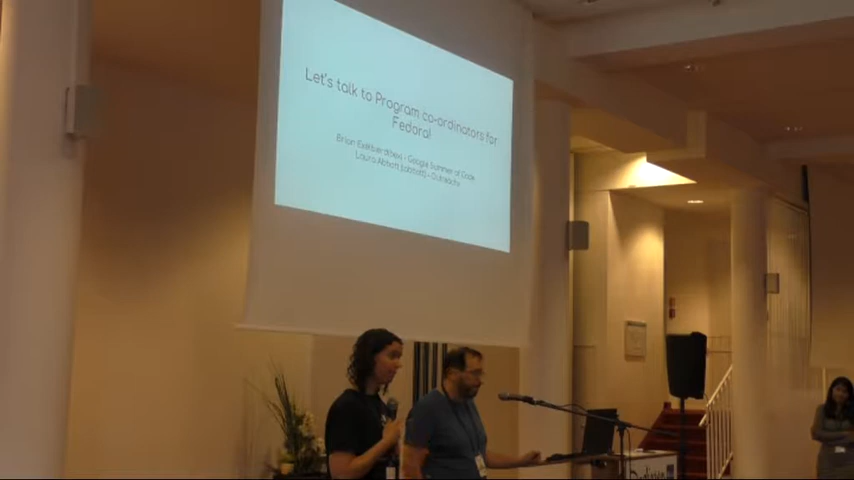 Let's talk to Program co-ordinators for
Fedora!
Brian Exelbierd(bex) - Google Summer of Code
Laura Abbott (labbott) - Outreachy